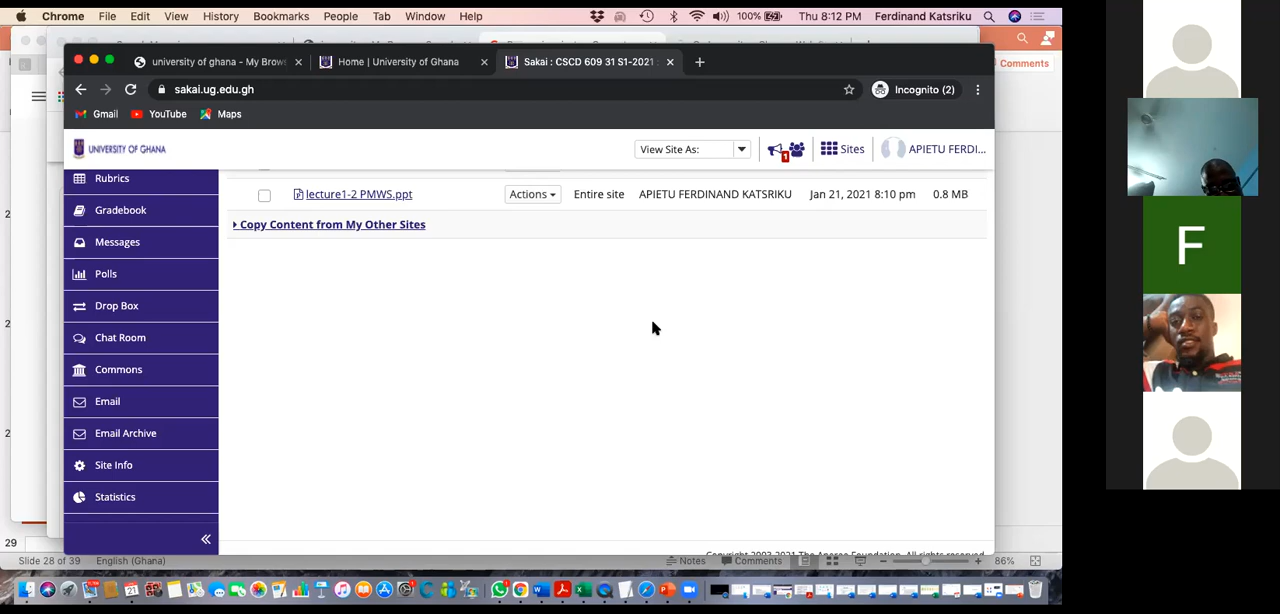 Chrome File Edit View History Bookmarks People Tab Window Help 100% Thu 8:12 PM Ferdinand Katsriku
university of ghana - My Brows Home | University of Ghana Sakai : CSCD 609 31 S1-2021
Comments
sakai.ug.edu.gh Incognito (2)
Gmail YouTube Maps
UNIVERSITY OF GHANA View Site As: 1 Sites APIETU FERDI...
Rubrics
lecture1-2 PMWS.ppt Actions Entire site APIETU FERDINAND KATSRIKU Jan 21, 2021 8:10 pm 0.8 MB
Gradebook
Copy Content from My Other Sites
Messages
F
Polls
Drop Box
Chat Room
Commons
Email
Email Archive
Site Info
Statistics
29
Slide 28 of 39 English (Ghana) Notes Comments 86%